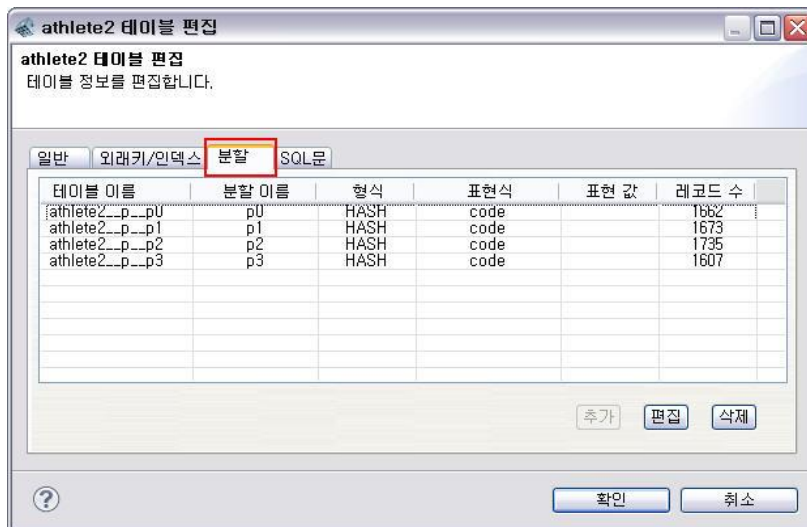 athlete2 테이블 편집
athlete2 테이블 편집
테이블 정보를 편집합니다.
일반 외래키/인덱스 분할 SQL문
테이블 이름 분할 이름 형식 표현식 표현 값 레코드 수
athlete2__p__p0 p0 HASH code 1662
athlete2__p__p1 p1 HASH code 1673
athlete2__p__p2 p2 HASH code 1735
athlete2__p__p3 p3 HASH code 1607
추가 편집 삭제
? 확인 취소